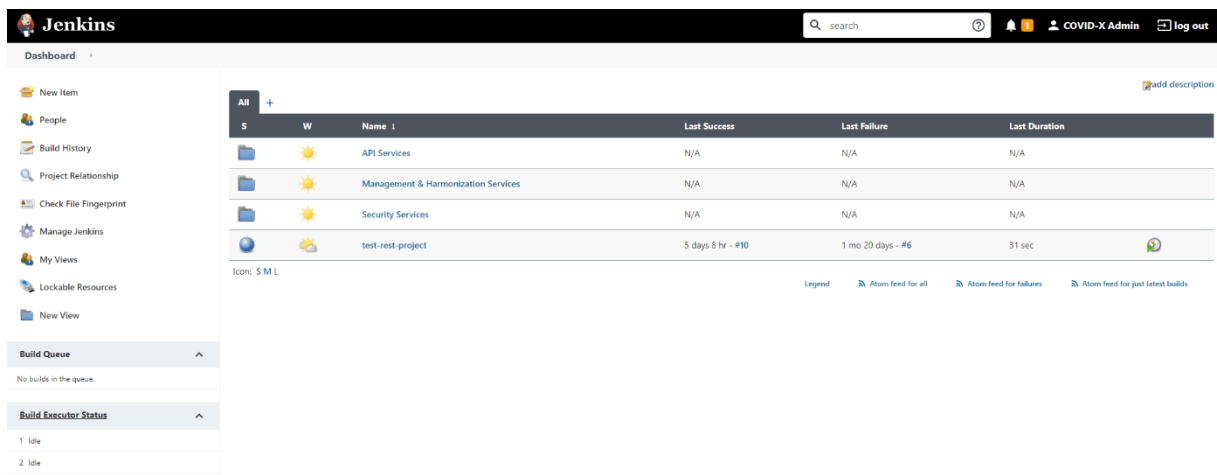 Jenkins
search
1
COVID-X Admin
log out
Dashboard
New Item
People
Build History
Project Relationship
Check File Fingerprint
Manage Jenkins
My Views
Lockable Resources
New View
Build Queue
No builds in the queue.
Build Executor Status
1 Idle
2 Idle
add description
All +
S W Name ↓ Last Success Last Failure Last Duration
API Services N/A N/A N/A
Management & Harmonization Services N/A N/A N/A
Security Services N/A N/A N/A
test-rest-project 5 days 8 hr - #10 1 mo 20 days - #6 31 sec
Icon: S M L
Legend Atom feed for all Atom feed for failures Atom feed for just latest builds